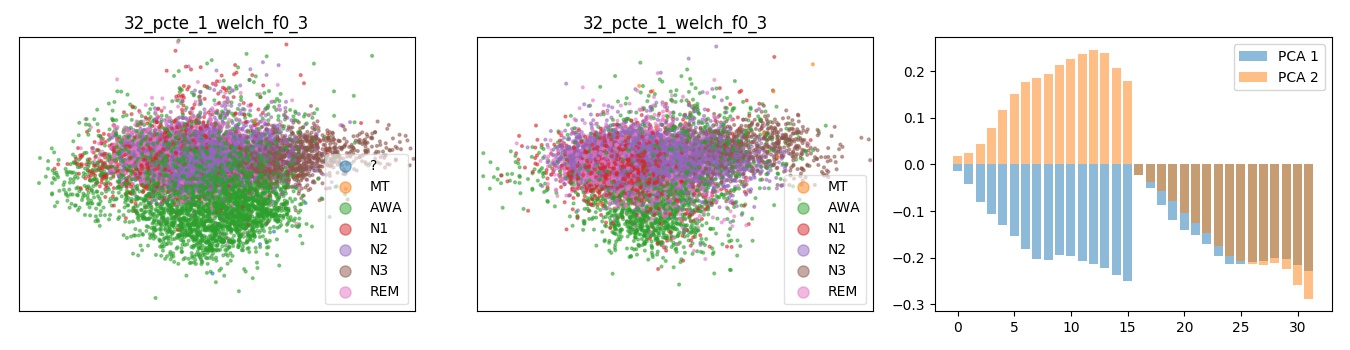 32_pcte_1_welch_f0_3
?
MT
AWA
N1
N2
N3
REM
32_pcte_1_welch_f0_3
MT
AWA
N1
N2
N3
REM
PCA 1
PCA 2
0.2
0.1
0.0
−0.1
−0.2
−0.3
0
5
10
15
20
25
30